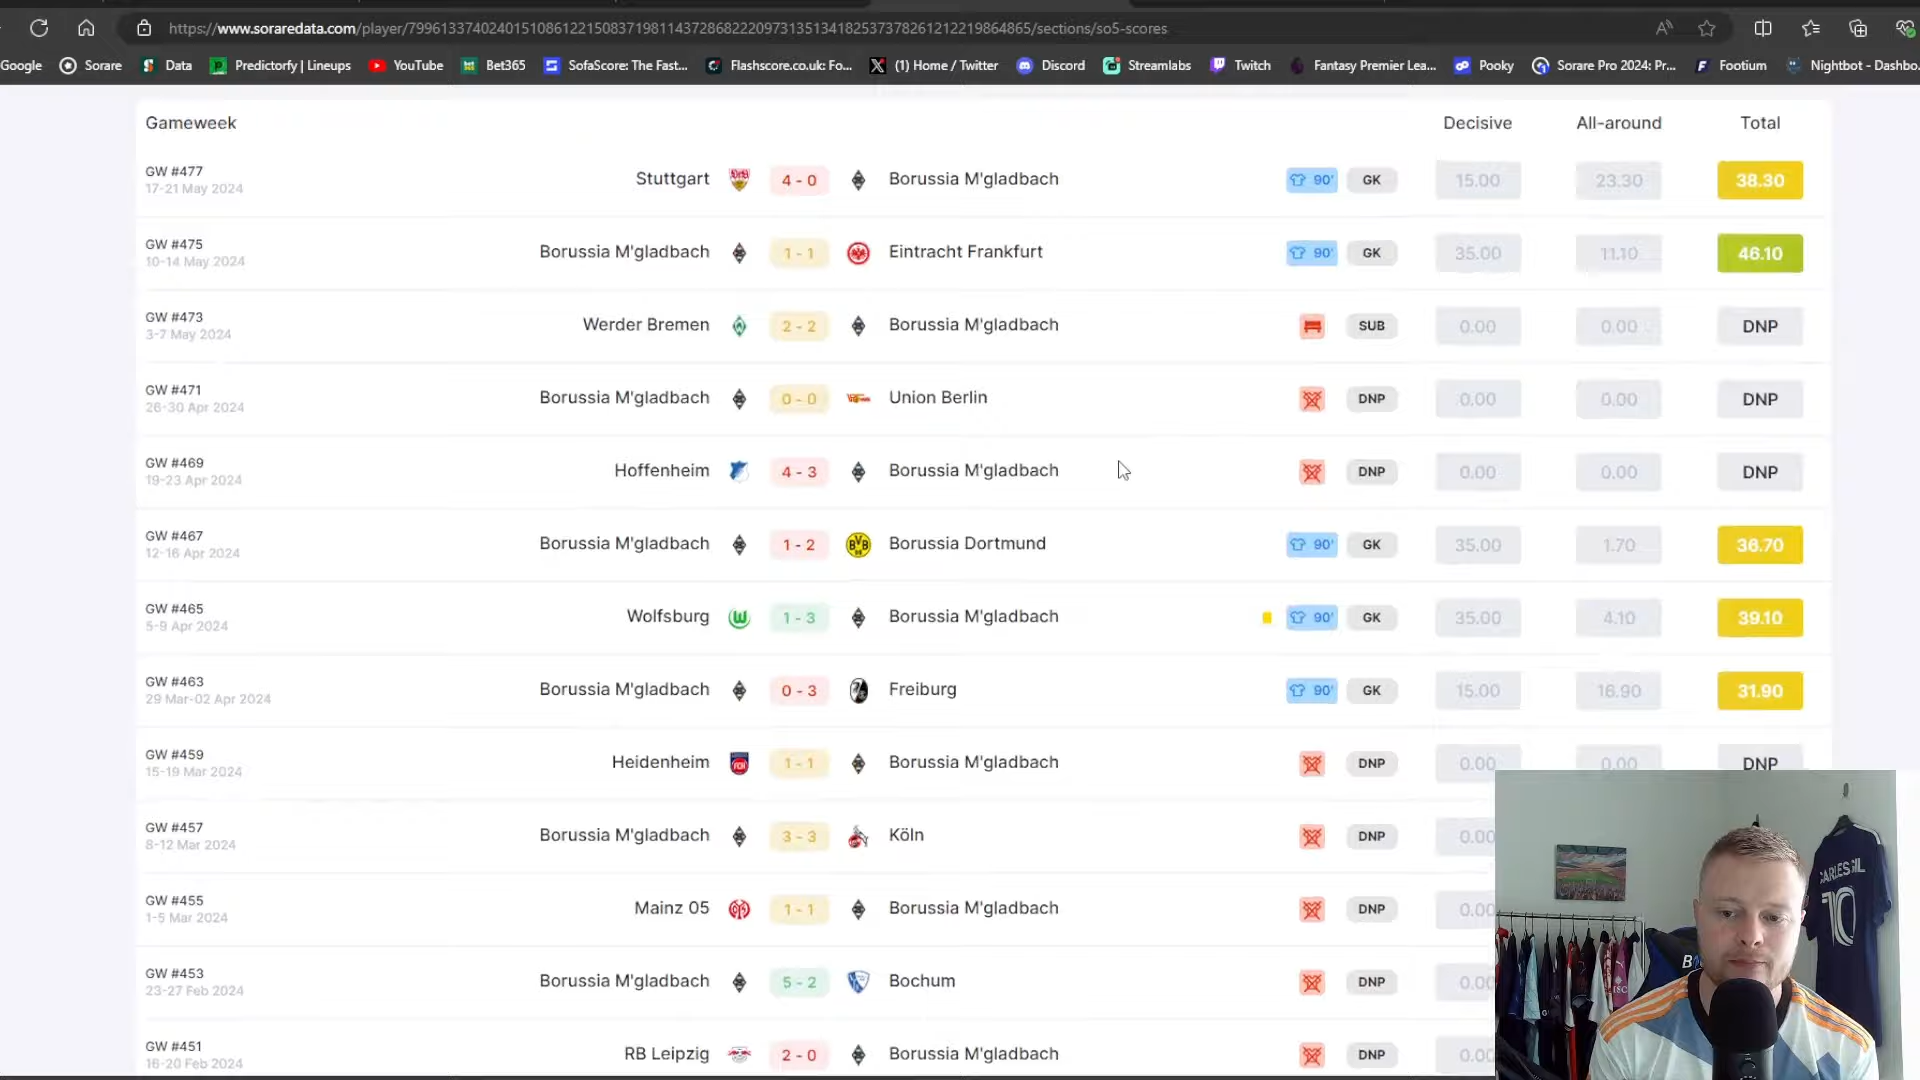 https://www.soraredata.com/player/79961337402401510861221508371981143728682220973135134182537378261212219864865/sections/so5-scores
Google Sorare Data Predictorfy | Lineups YouTube Bet365 SofaScore: The Fast... Flashscore.co.uk: Fo... (1) Home / Twitter Discord Streamlabs Twitch Fantasy Premier Lea... Pooky Sorare Pro 2024: Pr... Footium Nightbot - Dashbo...
Gameweek Decisive All-around Total
GW #477
17-21 May 2024
Stuttgart 4 - 0 Borussia M'gladbach 90' GK 15.00 23.30 38.30
GW #475
10-14 May 2024
Borussia M'gladbach 1 - 1 Eintracht Frankfurt 90' GK 35.00 11.10 46.10
GW #473
3-7 May 2024
Werder Bremen 2 - 2 Borussia M'gladbach SUB 0.00 0.00 DNP
GW #471
26-30 Apr 2024
Borussia M'gladbach 0 - 0 Union Berlin DNP 0.00 0.00 DNP
GW #469
19-23 Apr 2024
Hoffenheim 4 - 3 Borussia M'gladbach DNP 0.00 0.00 DNP
GW #467
12-16 Apr 2024
Borussia M'gladbach 1 - 2 Borussia Dortmund 90' GK 35.00 1.70 36.70
GW #465
5-9 Apr 2024
Wolfsburg 1 - 3 Borussia M'gladbach 90' GK 35.00 4.10 39.10
GW #463
29 Mar-02 Apr 2024
Borussia M'gladbach 0 - 3 Freiburg 90' GK 15.00 16.90 31.90
GW #459
15-19 Mar 2024
Heidenheim 1 - 1 Borussia M'gladbach DNP 0.00 0.00 DNP
GW #457
8-12 Mar 2024
Borussia M'gladbach 3 - 3 Köln DNP 0.00
GW #455
1-5 Mar 2024
Mainz 05 1 - 1 Borussia M'gladbach DNP 0.00
GW #453
23-27 Feb 2024
Borussia M'gladbach 5 - 2 Bochum DNP 0.00
GW #451
16-20 Feb 2024
RB Leipzig 2 - 0 Borussia M'gladbach DNP 0.00
10